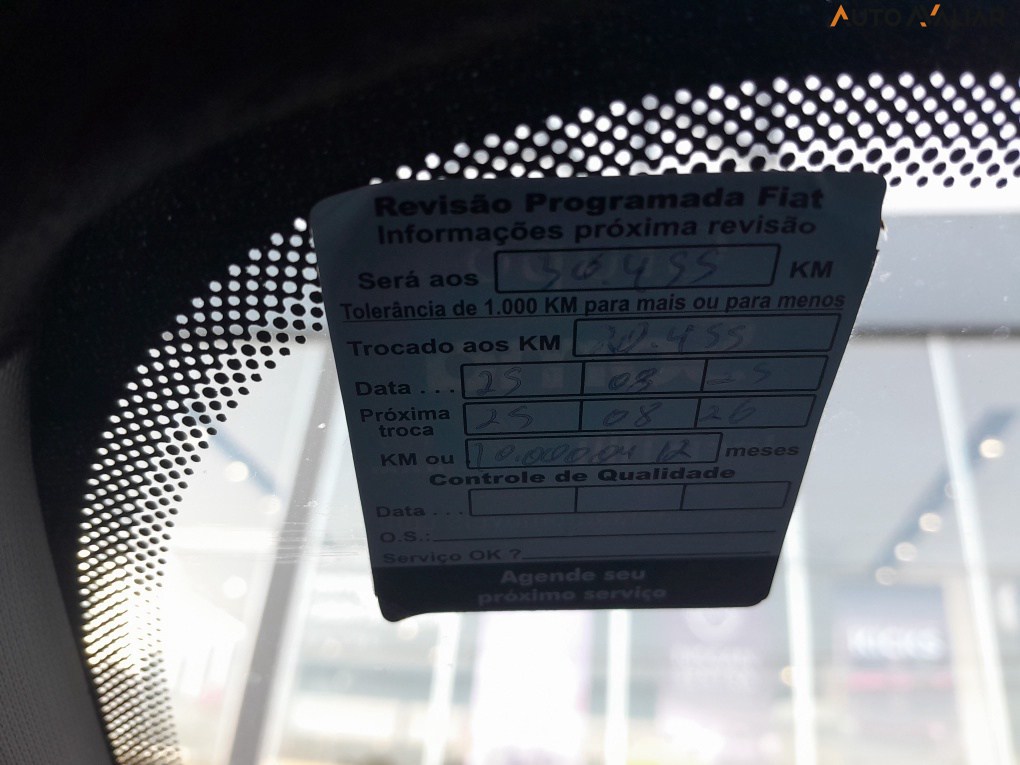 AUTO AVALIAR
Revisão Programada Fiat
Informações próxima revisão
Será aos 30.455 KM
Tolerância de 1.000 KM para mais ou para menos
Trocado aos KM 20.455
Data . . . 25 08 25
Próxima troca 25 08 26
KM ou 10.000 ou 12 meses
Controle de Qualidade
Data . . .
O.S.:
Serviço OK ?
Agende seu
próximo serviço
KICKS